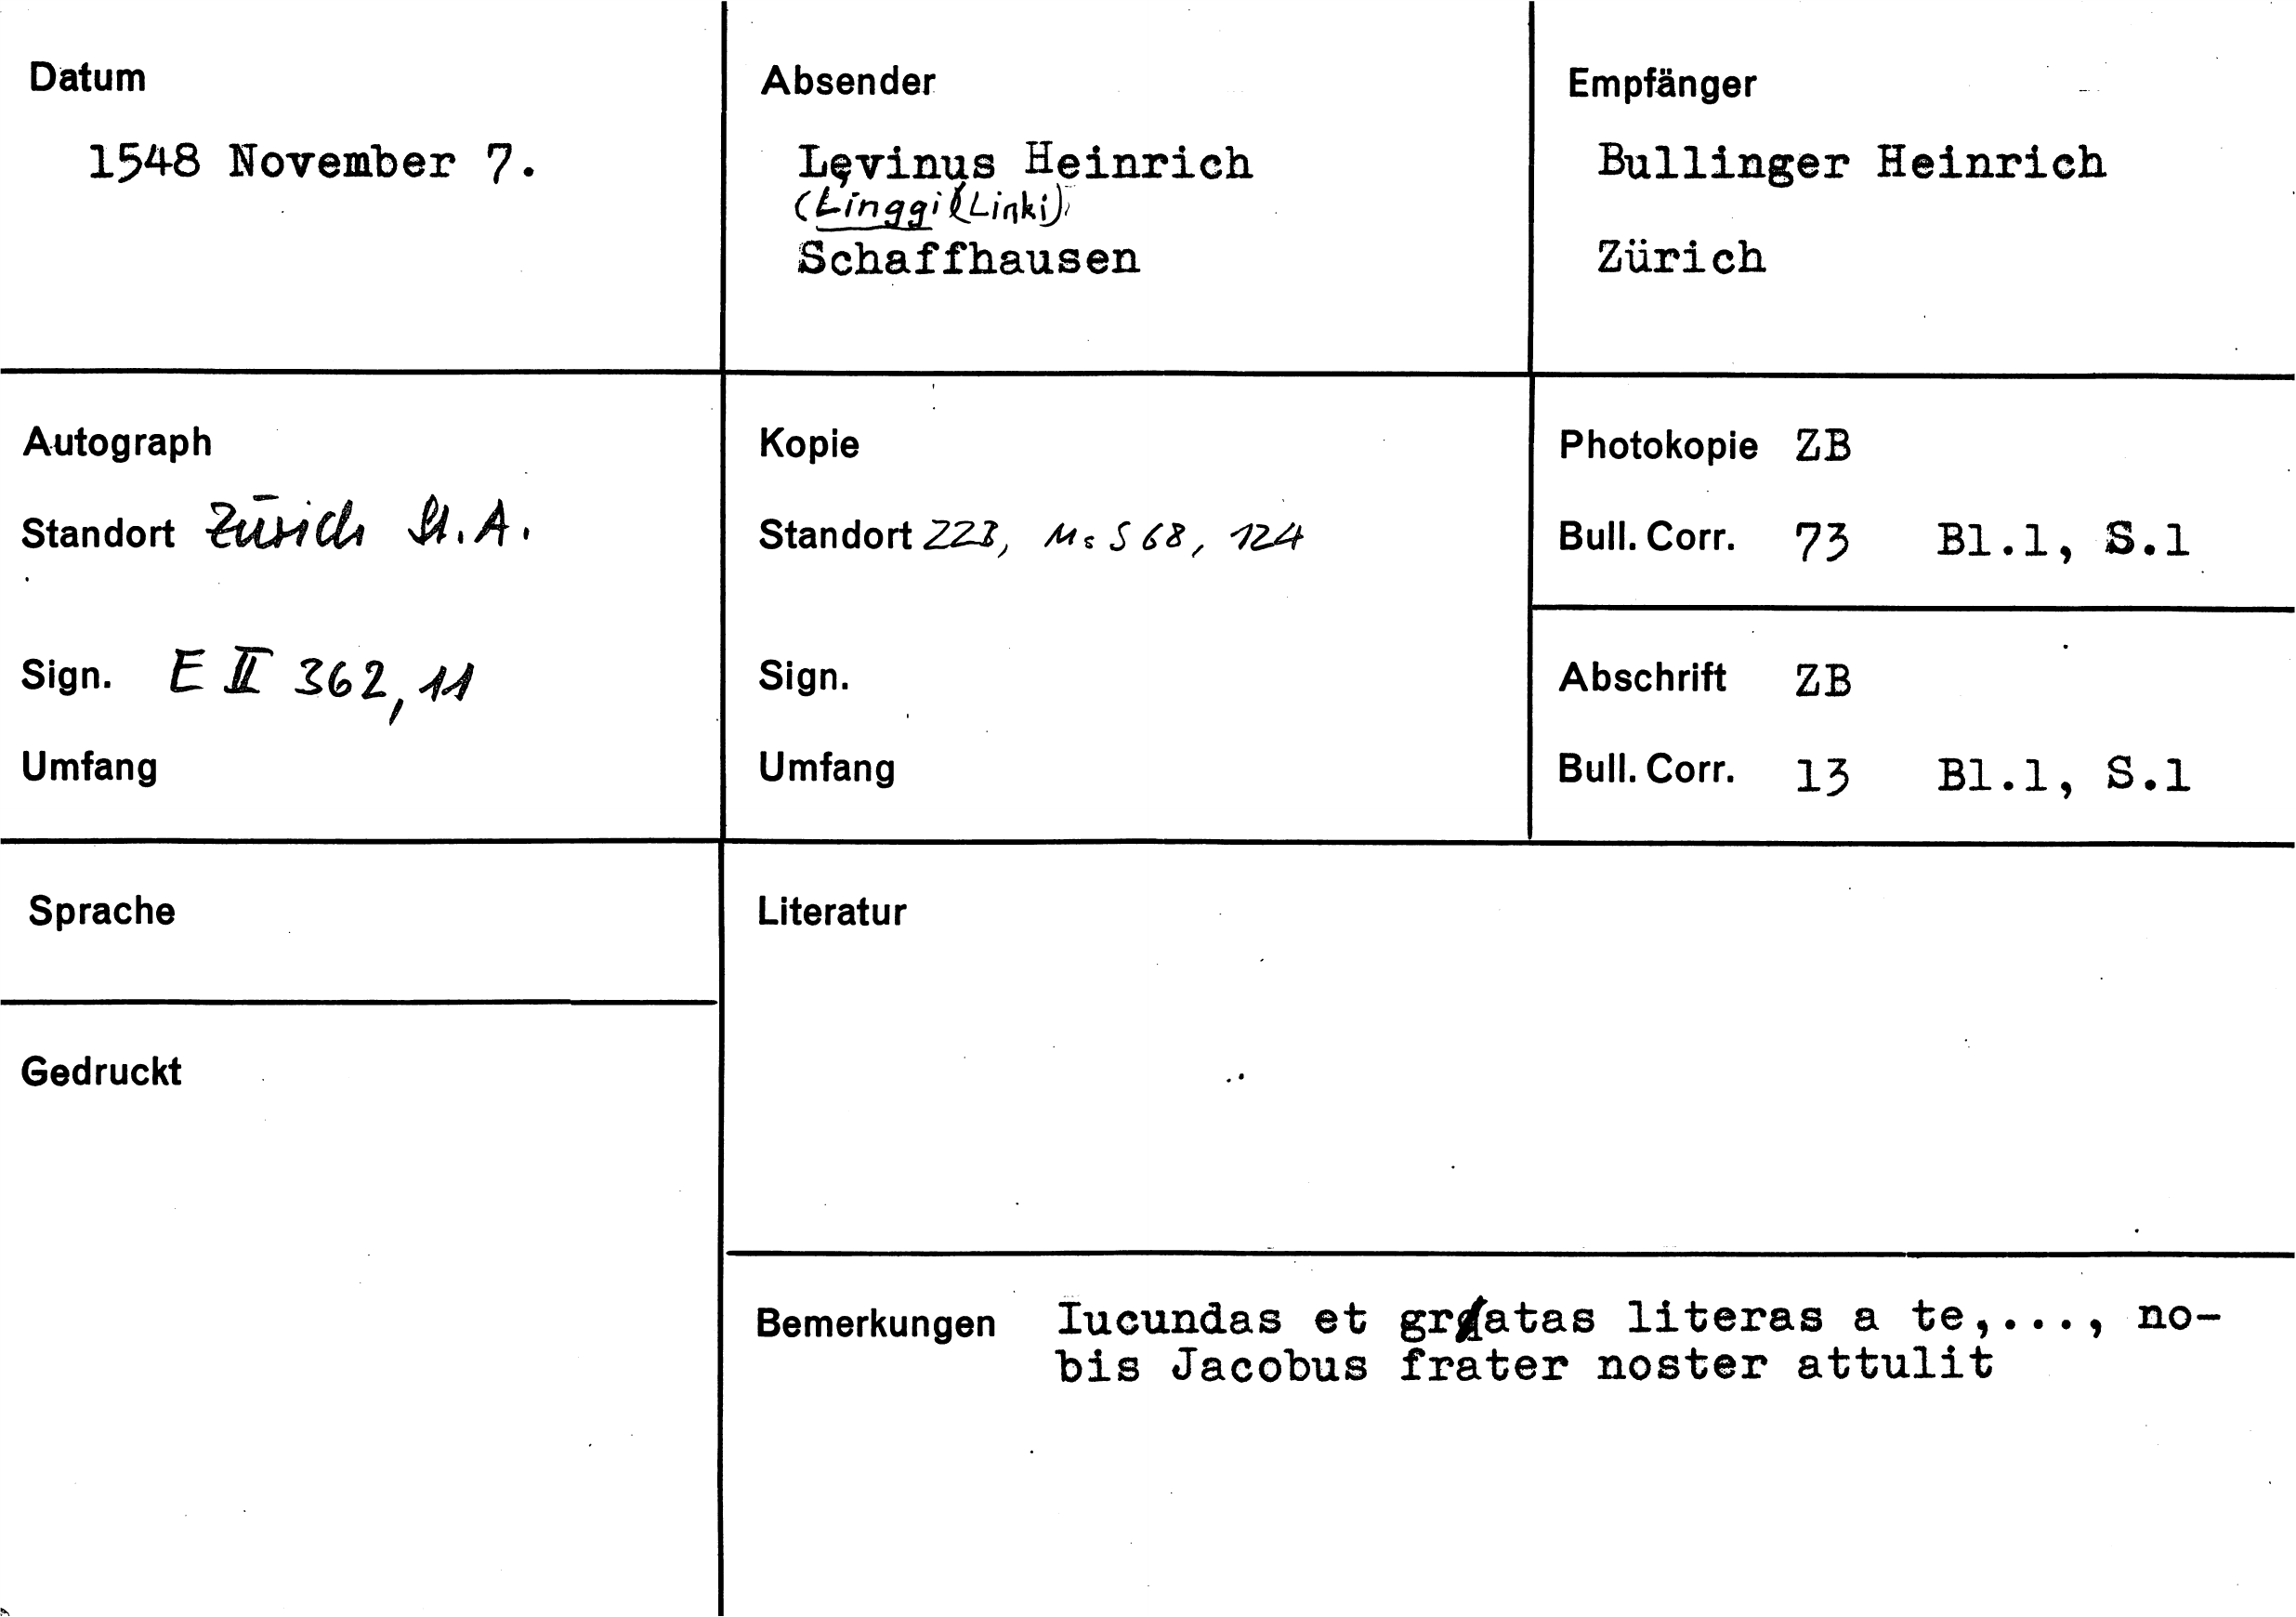 Datum
1548 November 7.
Absender
Levinus Heinrich
(Linggi (Linki)
Schaffhausen
Empfänger
Bullinger Heinrich
Zürich
Autograph
Standort Zürich St.A.
Sign. E II 362,11
Umfang
Kopie
Standort ZZB, Ms S 68, 124
Sign.
Umfang
Photokopie ZB
Bull. Corr. 73 Bl.1, S.1
Abschrift ZB
Bull. Corr. 13 Bl.1, S.1
Sprache
Gedruckt
Literatur
Bemerkungen Iucundas et gratas literas a te,..., no-
bis Jacobus frater noster attulit